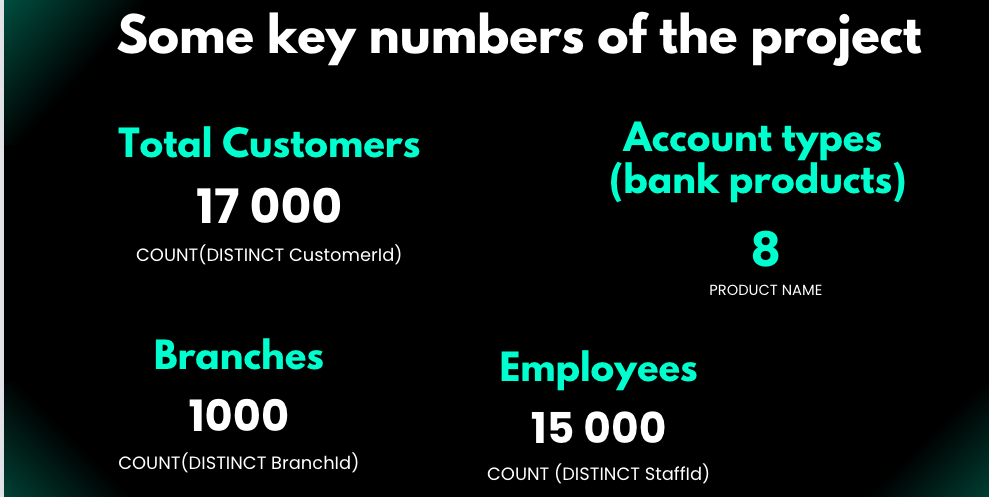 Some key numbers of the project
Total Customers
17 000
COUNT(DISTINCT CustomerId)
Account types
(bank products)
8
PRODUCT NAME
Branches
1000
COUNT(DISTINCT BranchId)
Employees
15 000
COUNT (DISTINCT StaffId)